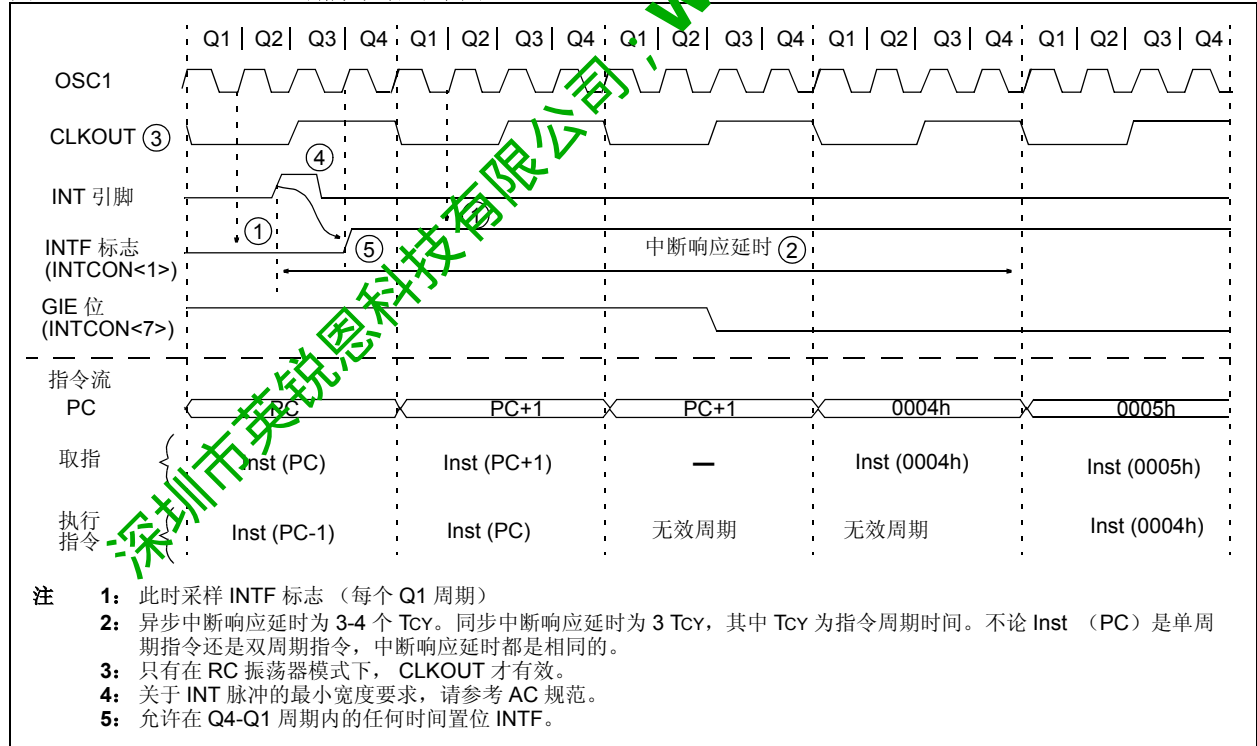 Q1 | Q2 | Q3 | Q4 Q1 | Q2 | Q3 | Q4 Q1 | Q2 | Q3 | Q4 Q1 | Q2 | Q3 | Q4 Q1 | Q2 | Q3 | Q4
OSC1
CLKOUT ③
④
INT 引脚
① ①
INTF 标志
(INTCON<1>)
⑤
中断响应延时 ②
GIE 位
(INTCON<7>)
指令流
PC PC PC+1 PC+1 0004h 0005h
取指 Inst (PC) Inst (PC+1) — Inst (0004h) Inst (0005h)
执行
指令 Inst (PC-1) Inst (PC) 无效周期 无效周期 Inst (0004h)
注 1: 此时采样 INTF 标志 （每个 Q1 周期）
2: 异步中断响应延时为 3-4 个 TCY。同步中断响应延时为 3 TCY，其中 TCY 为指令周期时间。不论 Inst （PC）是单周
期指令还是双周期指令，中断响应延时都是相同的。
3: 只有在 RC 振荡器模式下， CLKOUT 才有效。
4: 关于 INT 脉冲的最小宽度要求，请参考 AC 规范。
5: 允许在 Q4-Q1 周期内的任何时间置位 INTF。
深圳市英锐恩科技有限公司，